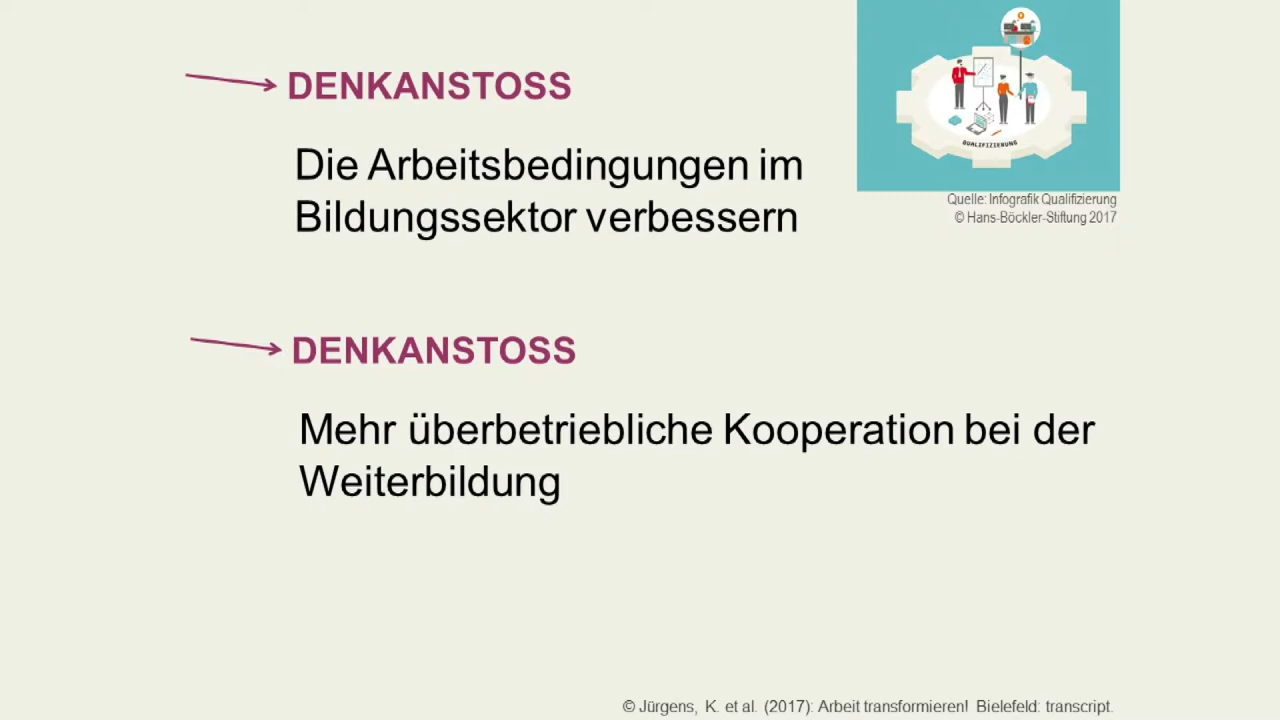 DENKANSTOSS
Die Arbeitsbedingungen im
Bildungssektor verbessern
QUALIFIZIERUNG
Quelle: Infografik Qualifizierung
© Hans-Böckler-Stiftung 2017
DENKANSTOSS
Mehr überbetriebliche Kooperation bei der
Weiterbildung
© Jürgens, K. et al. (2017): Arbeit transformieren! Bielefeld: transcript.